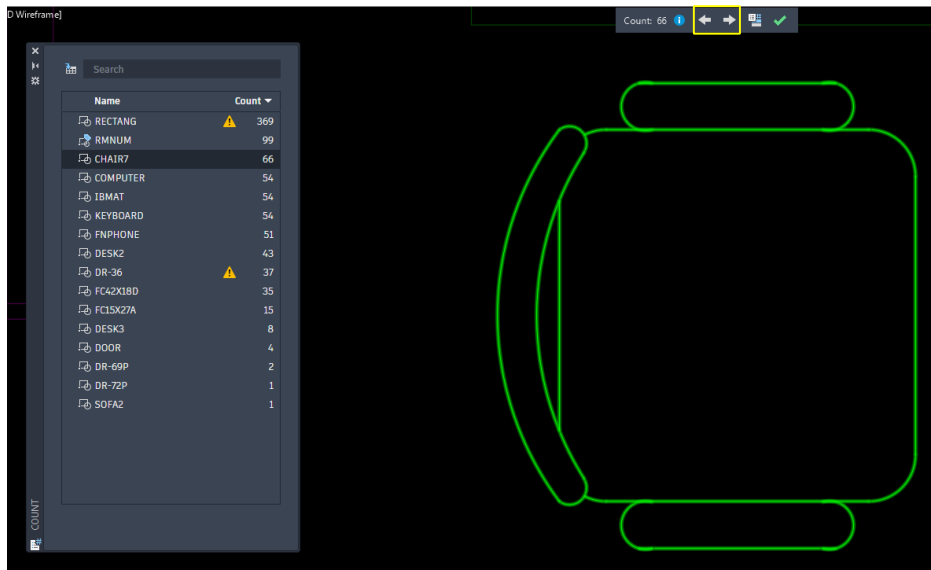 D Wireframe]
Count: 66
Search
Name Count
RECTANG 369
RMNUM 99
CHAIR7 66
COMPUTER 54
IBMAT 54
KEYBOARD 54
FNPHONE 51
DESK2 43
DR-36 37
FC42X18D 35
FC15X27A 15
DESK3 8
DOOR 4
DR-69P 2
DR-72P 1
SOFA2 1
COUNT